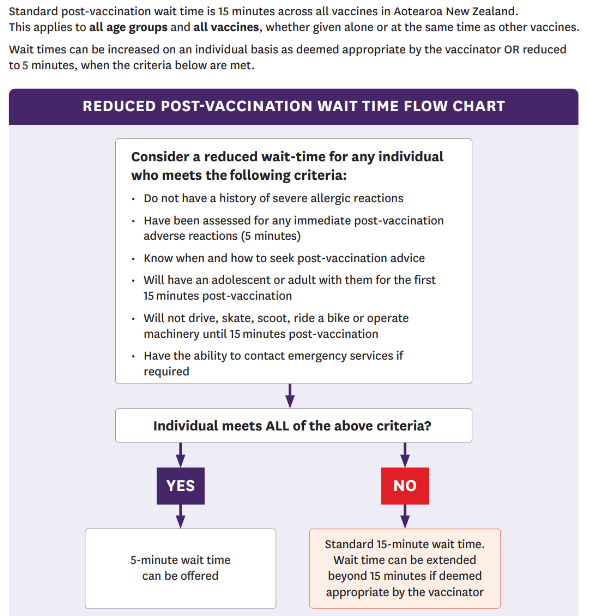 Standard post-vaccination wait time is 15 minutes across all vaccines in Aotearoa New Zealand.
This applies to all age groups and all vaccines, whether given alone or at the same time as other vaccines.
Wait times can be increased on an individual basis as deemed appropriate by the vaccinator OR reduced
to 5 minutes, when the criteria below are met.
REDUCED POST-VACCINATION WAIT TIME FLOW CHART
Consider a reduced wait-time for any individual
who meets the following criteria:
• Do not have a history of severe allergic reactions
• Have been assessed for any immediate post-vaccination
adverse reactions (5 minutes)
• Know when and how to seek post-vaccination advice
• Will have an adolescent or adult with them for the first
15 minutes post-vaccination
• Will not drive, skate, scoot, ride a bike or operate
machinery until 15 minutes post-vaccination
• Have the ability to contact emergency services if
required
Individual meets ALL of the above criteria?
YES
NO
5-minute wait time
can be offered
Standard 15-minute wait time.
Wait time can be extended
beyond 15 minutes if deemed
appropriate by the vaccinator